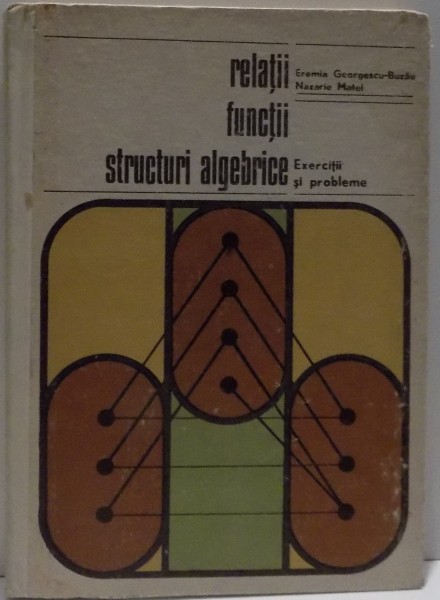 relații
funcții
structuri algebrice
Eremia Georgescu-Buzău
Nazarie Matei
Exerciții
și probleme